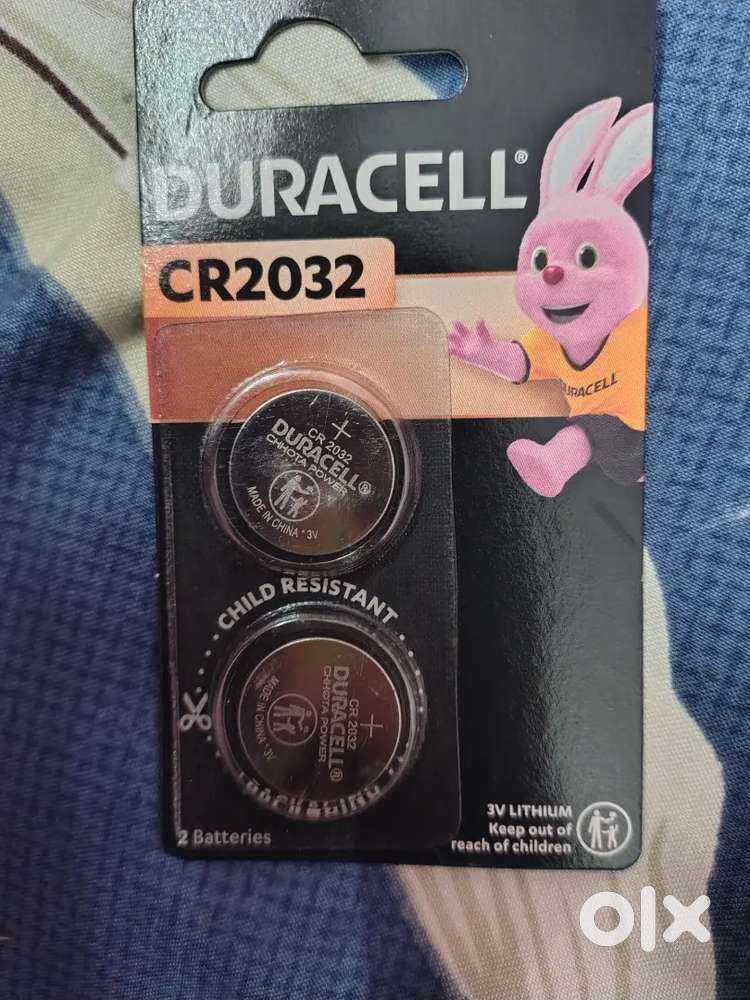 DURACELL®
CR2032
DURACELL
+
CR 2032
DURACELL®
CHHOTA POWER
MADE IN CHINA * 3V
CHILD RESISTANT
+
CR 2032
DURACELL®
CHHOTA POWER
MADE IN CHINA * 3V
PACKAGING
2 Batteries
3V LITHIUM
Keep out of
reach of children
olx